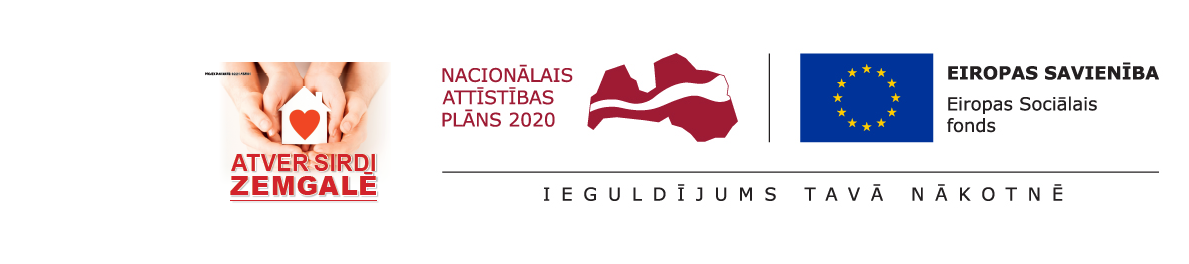 ATVER SIRDI
ZEMGALĒ
NACIONĀLAIS
ATTĪSTĪBAS
PLĀNS 2020
EIROPAS SAVIENĪBA
Eiropas Sociālais
fonds
IEGULDĪJUMS TAVĀ NĀKOTNĒ